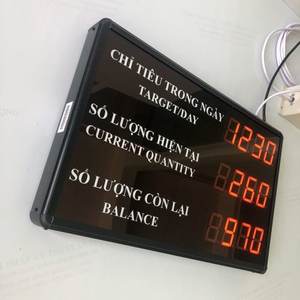 CHỈ TIÊU TRONG NGÀY
TARGET/DAY
1230
SỐ LƯỢNG HIỆN TẠI
CURRENT QUANTITY
260
SỐ LƯỢNG CÒN LẠI
BALANCE
970